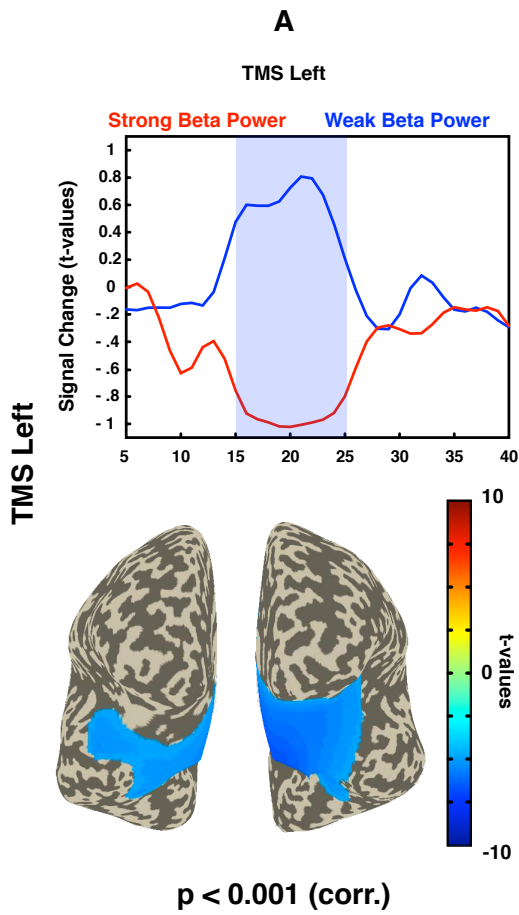 A
TMS Left
Strong Beta Power Weak Beta Power
Signal Change (t-values)
1
0.8
0.6
0.4
0.2
0
- .2
- .4
- .6
- .8
- 1
5 10 15 20 25 30 35 40
TMS Left
10
0
-10
t-values
p < 0.001 (corr.)